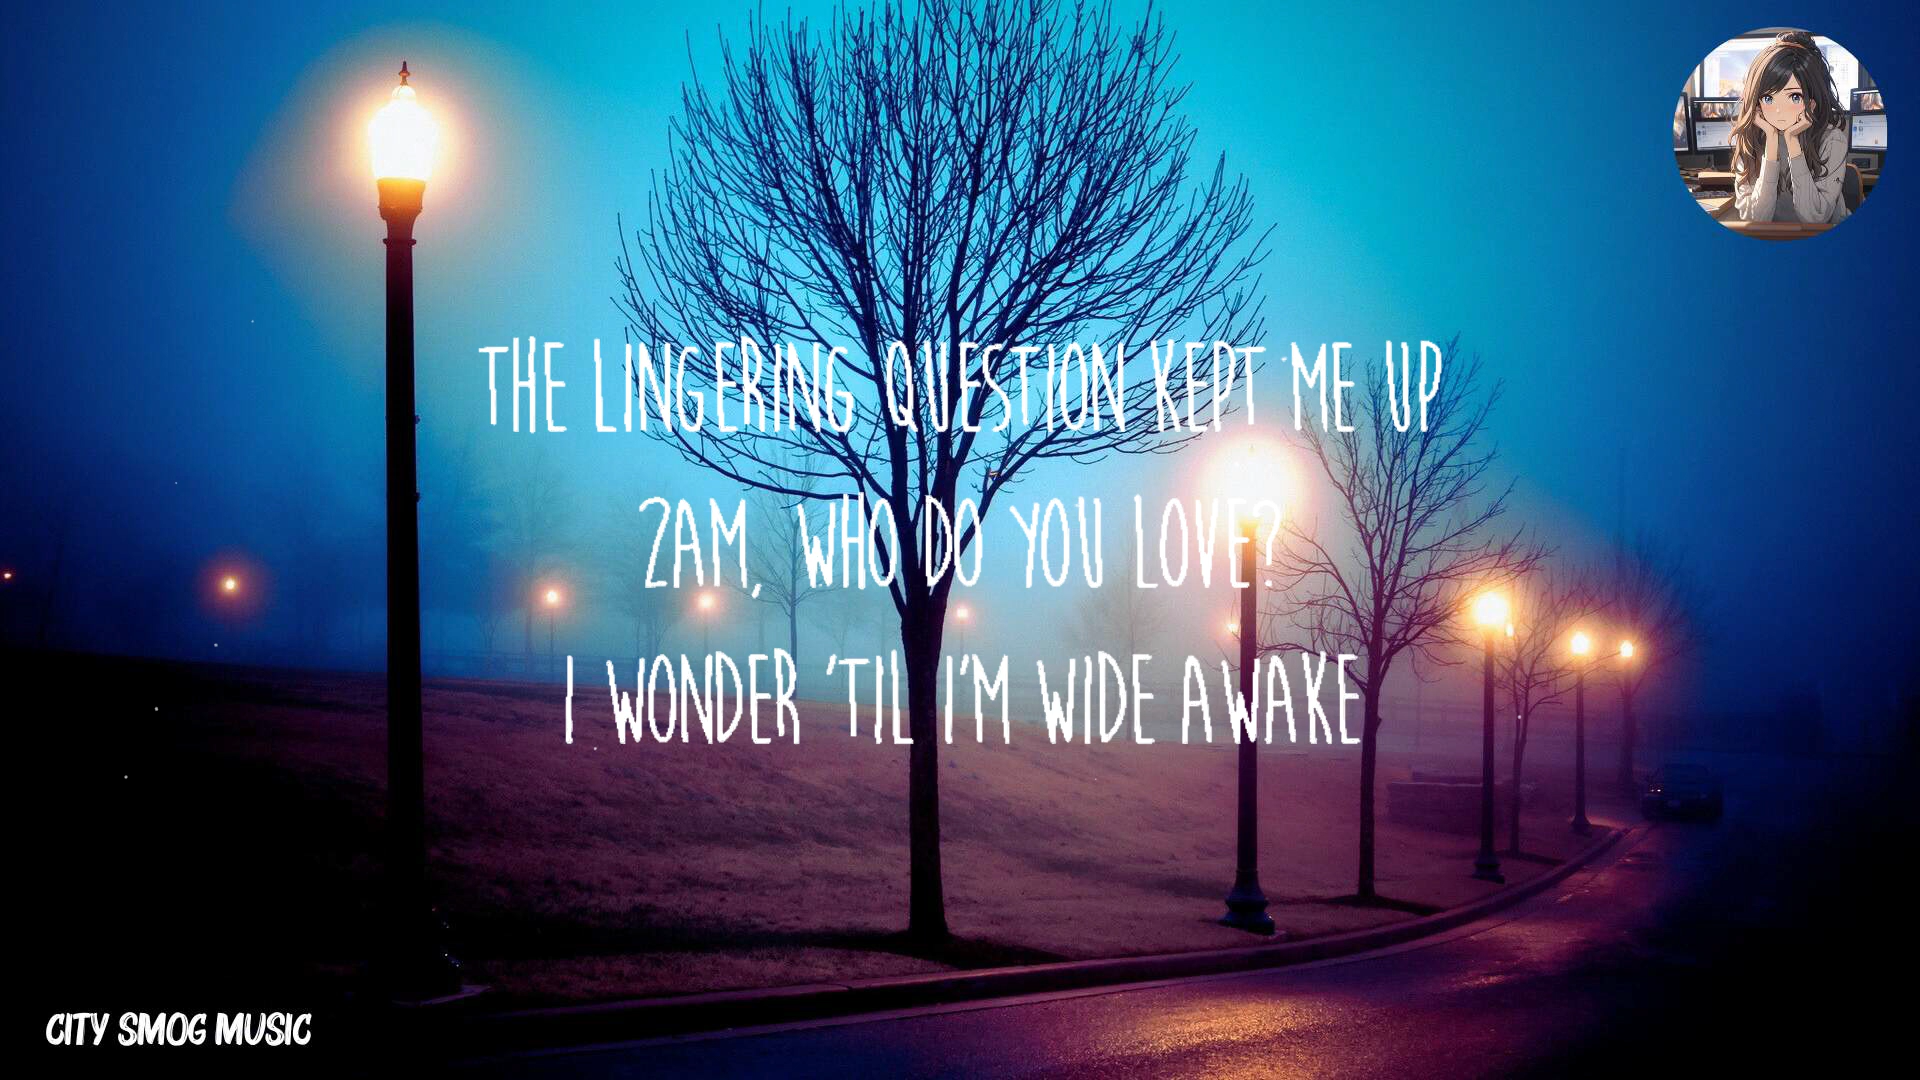 THE LINGERING QUESTION KEPT ME UP
2AM, WHO DO YOU LOVE?
I WONDER 'TIL I'M WIDE AWAKE
CITY SMOG MUSIC